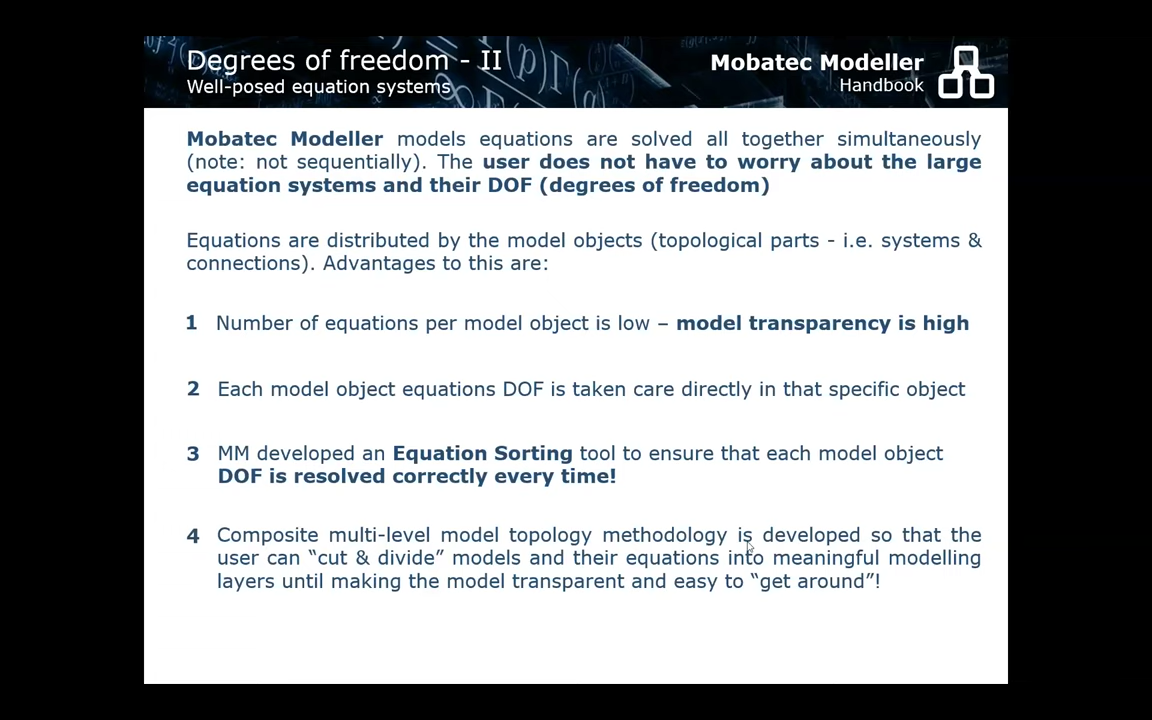 Degrees of freedom - II
Well-posed equation systems
Mobatec Modeller
Handbook
Mobatec Modeller models equations are solved all together simultaneously
(note: not sequentially). The user does not have to worry about the large
equation systems and their DOF (degrees of freedom)
Equations are distributed by the model objects (topological parts - i.e. systems &
connections). Advantages to this are:
1 Number of equations per model object is low – model transparency is high
2 Each model object equations DOF is taken care directly in that specific object
3 MM developed an Equation Sorting tool to ensure that each model object
DOF is resolved correctly every time!
4 Composite multi-level model topology methodology is developed so that the
user can “cut & divide” models and their equations into meaningful modelling
layers until making the model transparent and easy to “get around”!